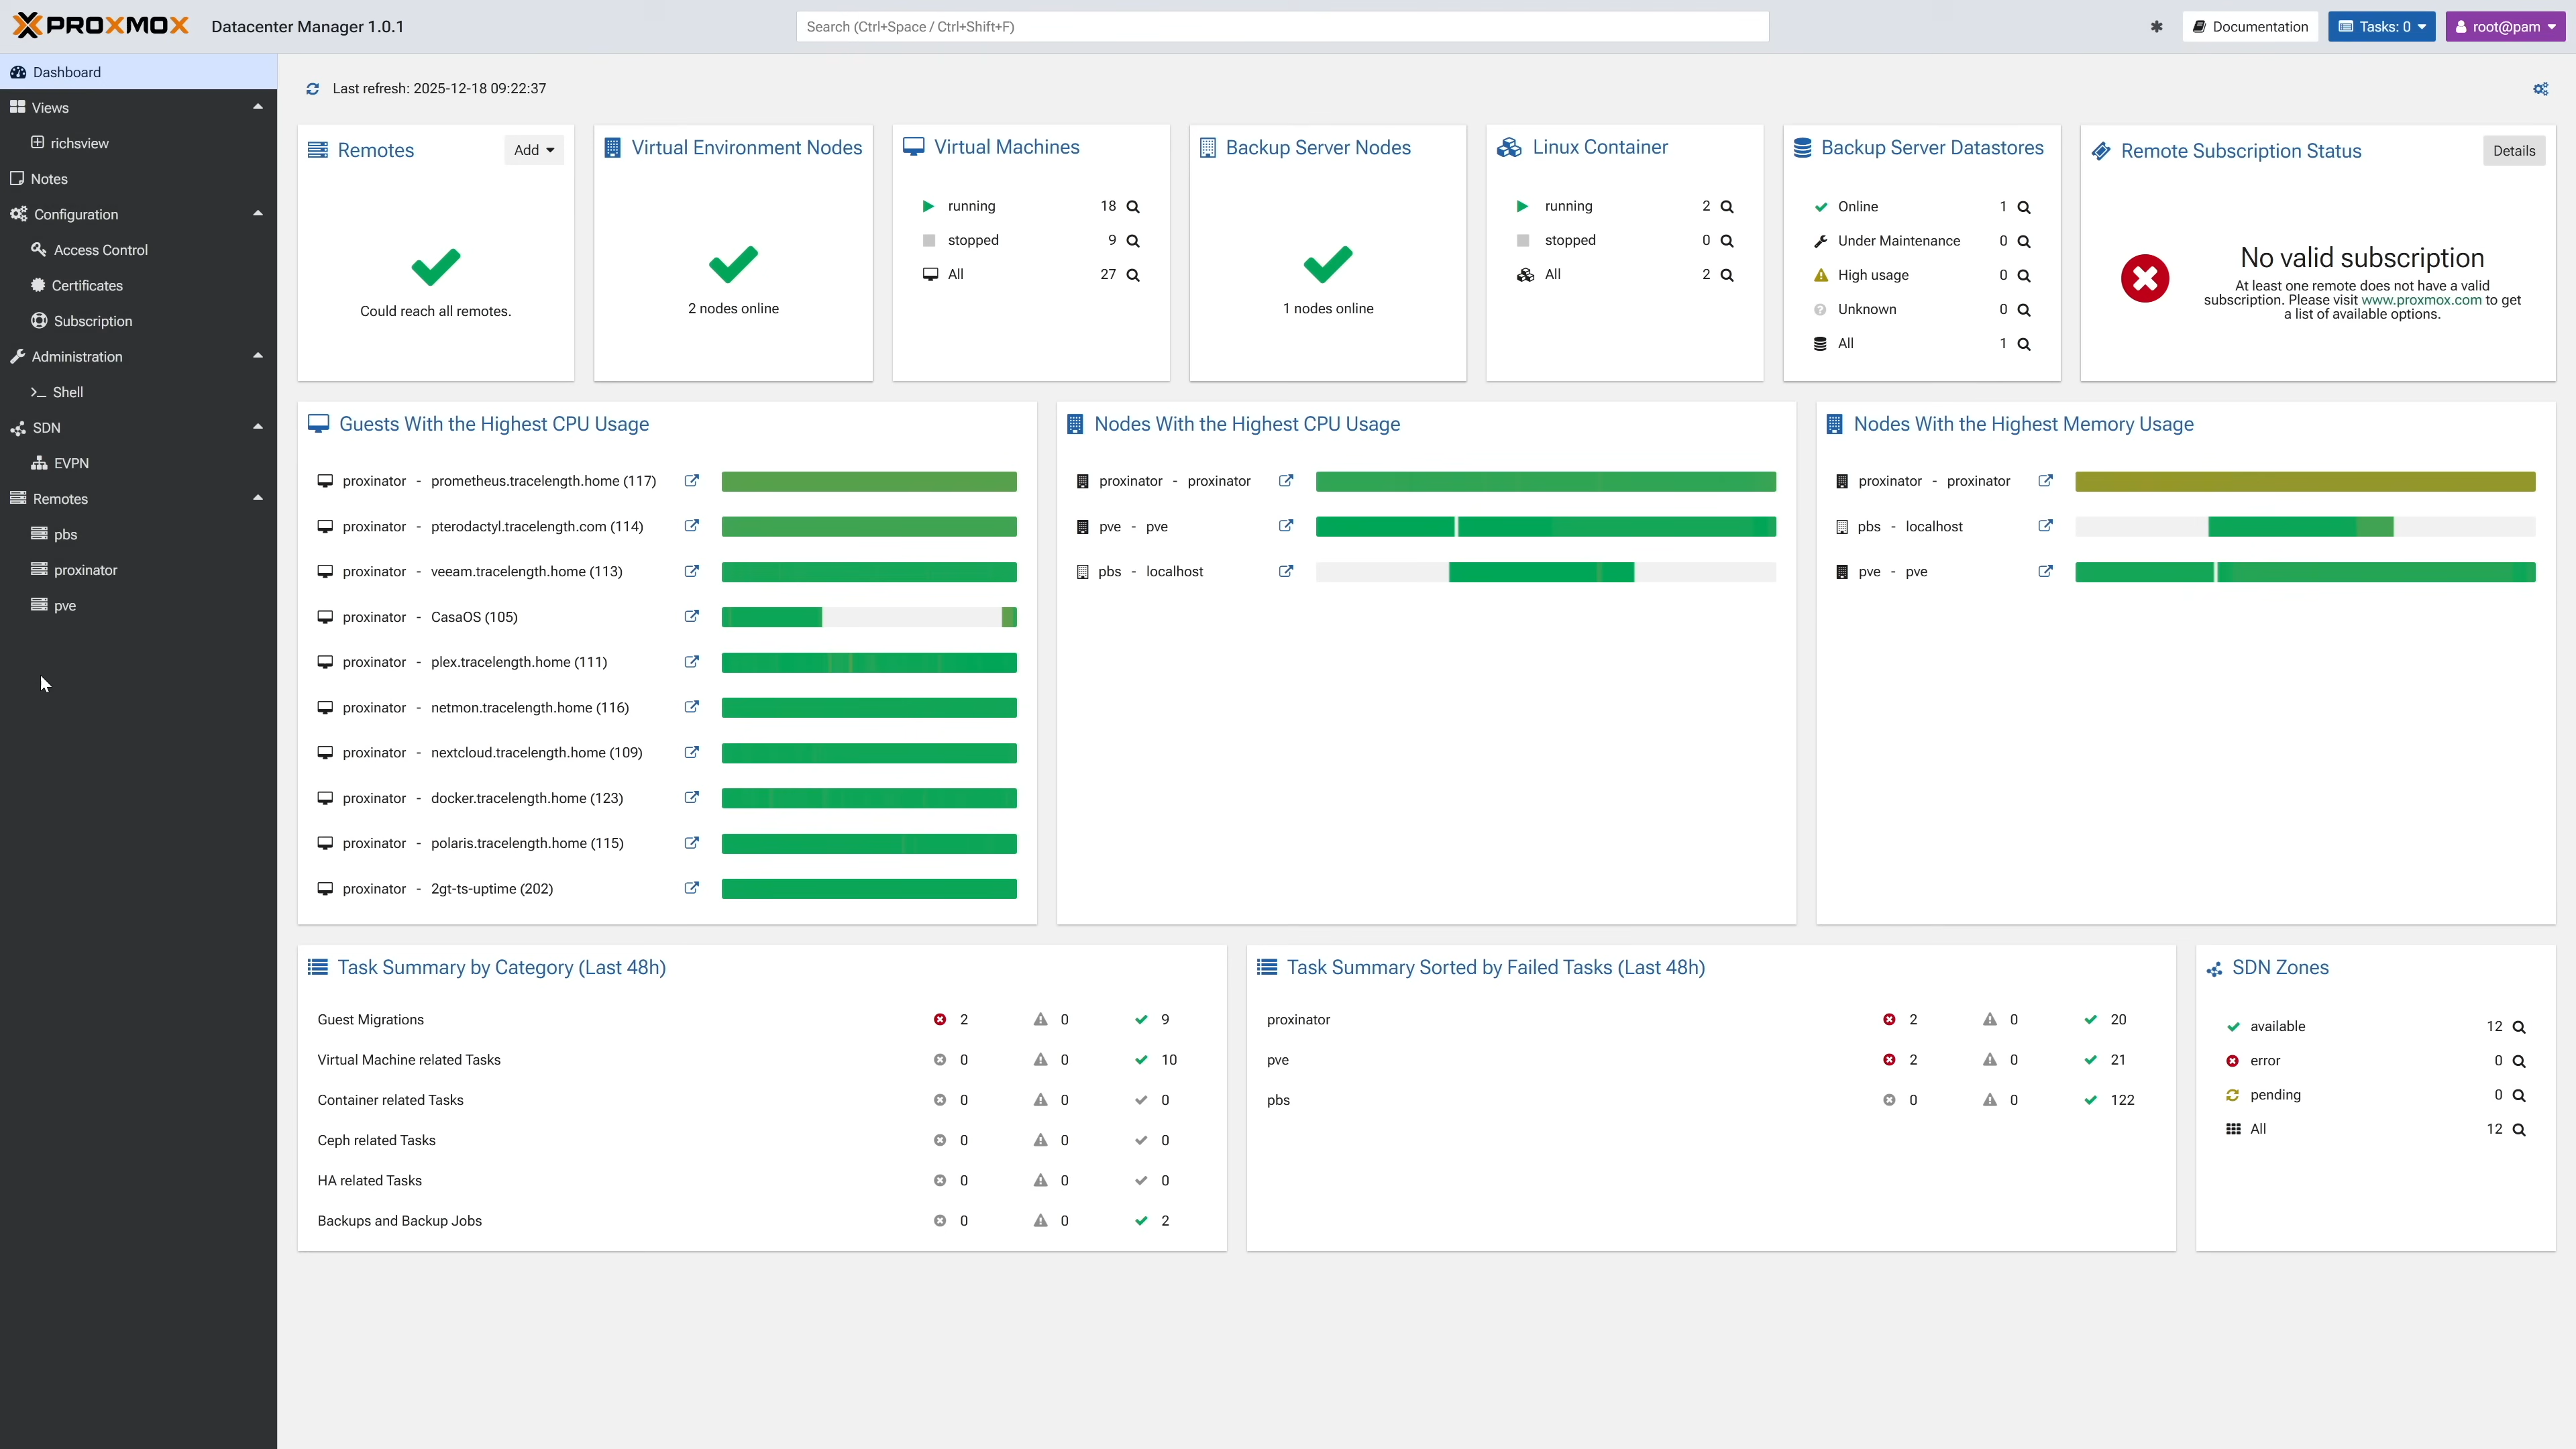 PROXMOX Datacenter Manager 1.0.1
Search (Ctrl+Space / Ctrl+Shift+F)
Documentation
Tasks: 0
root@pam
Dashboard
Views
richsview
Notes
Configuration
Access Control
Certificates
Subscription
Administration
Shell
SDN
EVPN
Remotes
pbs
proxinator
pve
Last refresh: 2025-12-18 09:22:37
Remotes
Add
Could reach all remotes.
Virtual Environment Nodes
2 nodes online
Virtual Machines
running 18
stopped 9
All 27
Backup Server Nodes
1 nodes online
Linux Container
running 2
stopped 0
All 2
Backup Server Datastores
Online 1
Under Maintenance 0
High usage 0
Unknown 0
All 1
Remote Subscription Status
Details
No valid subscription
At least one remote does not have a valid
subscription. Please visit www.proxmox.com to get
a list of available options.
Guests With the Highest CPU Usage
proxinator - prometheus.tracelength.home (117)
proxinator - pterodactyl.tracelength.com (114)
proxinator - veeam.tracelength.home (113)
proxinator - CasaOS (105)
proxinator - plex.tracelength.home (111)
proxinator - netmon.tracelength.home (116)
proxinator - nextcloud.tracelength.home (109)
proxinator - docker.tracelength.home (123)
proxinator - polaris.tracelength.home (115)
proxinator - 2gt-ts-uptime (202)
Nodes With the Highest CPU Usage
proxinator - proxinator
pve - pve
pbs - localhost
Nodes With the Highest Memory Usage
proxinator - proxinator
pbs - localhost
pve - pve
Task Summary by Category (Last 48h)
Guest Migrations 2 0 9
Virtual Machine related Tasks 0 0 10
Container related Tasks 0 0 0
Ceph related Tasks 0 0 0
HA related Tasks 0 0 0
Backups and Backup Jobs 0 0 2
Task Summary Sorted by Failed Tasks (Last 48h)
proxinator 2 0 20
pve 2 0 21
pbs 0 0 122
SDN Zones
available 12
error 0
pending 0
All 12